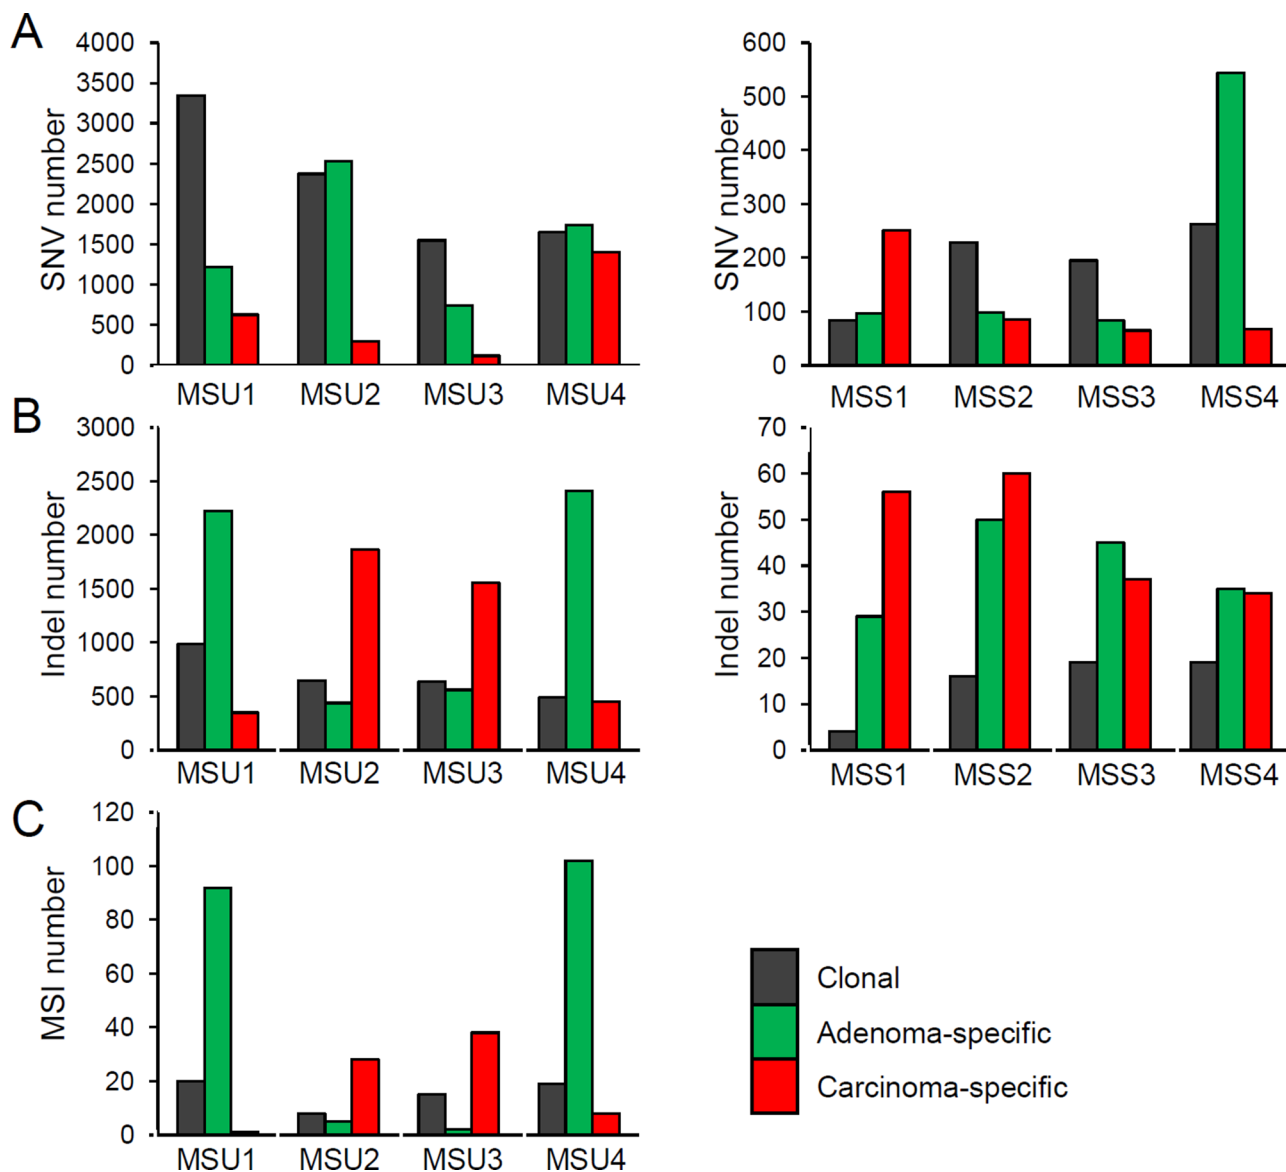 A
SNV number
4000
3500
3000
2500
2000
1500
1000
500
0
MSU1 MSU2 MSU3 MSU4
SNV number
600
500
400
300
200
100
0
MSS1 MSS2 MSS3 MSS4
B
Indel number
3000
2500
2000
1500
1000
500
0
MSU1 MSU2 MSU3 MSU4
Indel number
70
60
50
40
30
20
10
0
MSS1 MSS2 MSS3 MSS4
C
MSI number
120
100
80
60
40
20
0
MSU1 MSU2 MSU3 MSU4
Clonal
Adenoma-specific
Carcinoma-specific